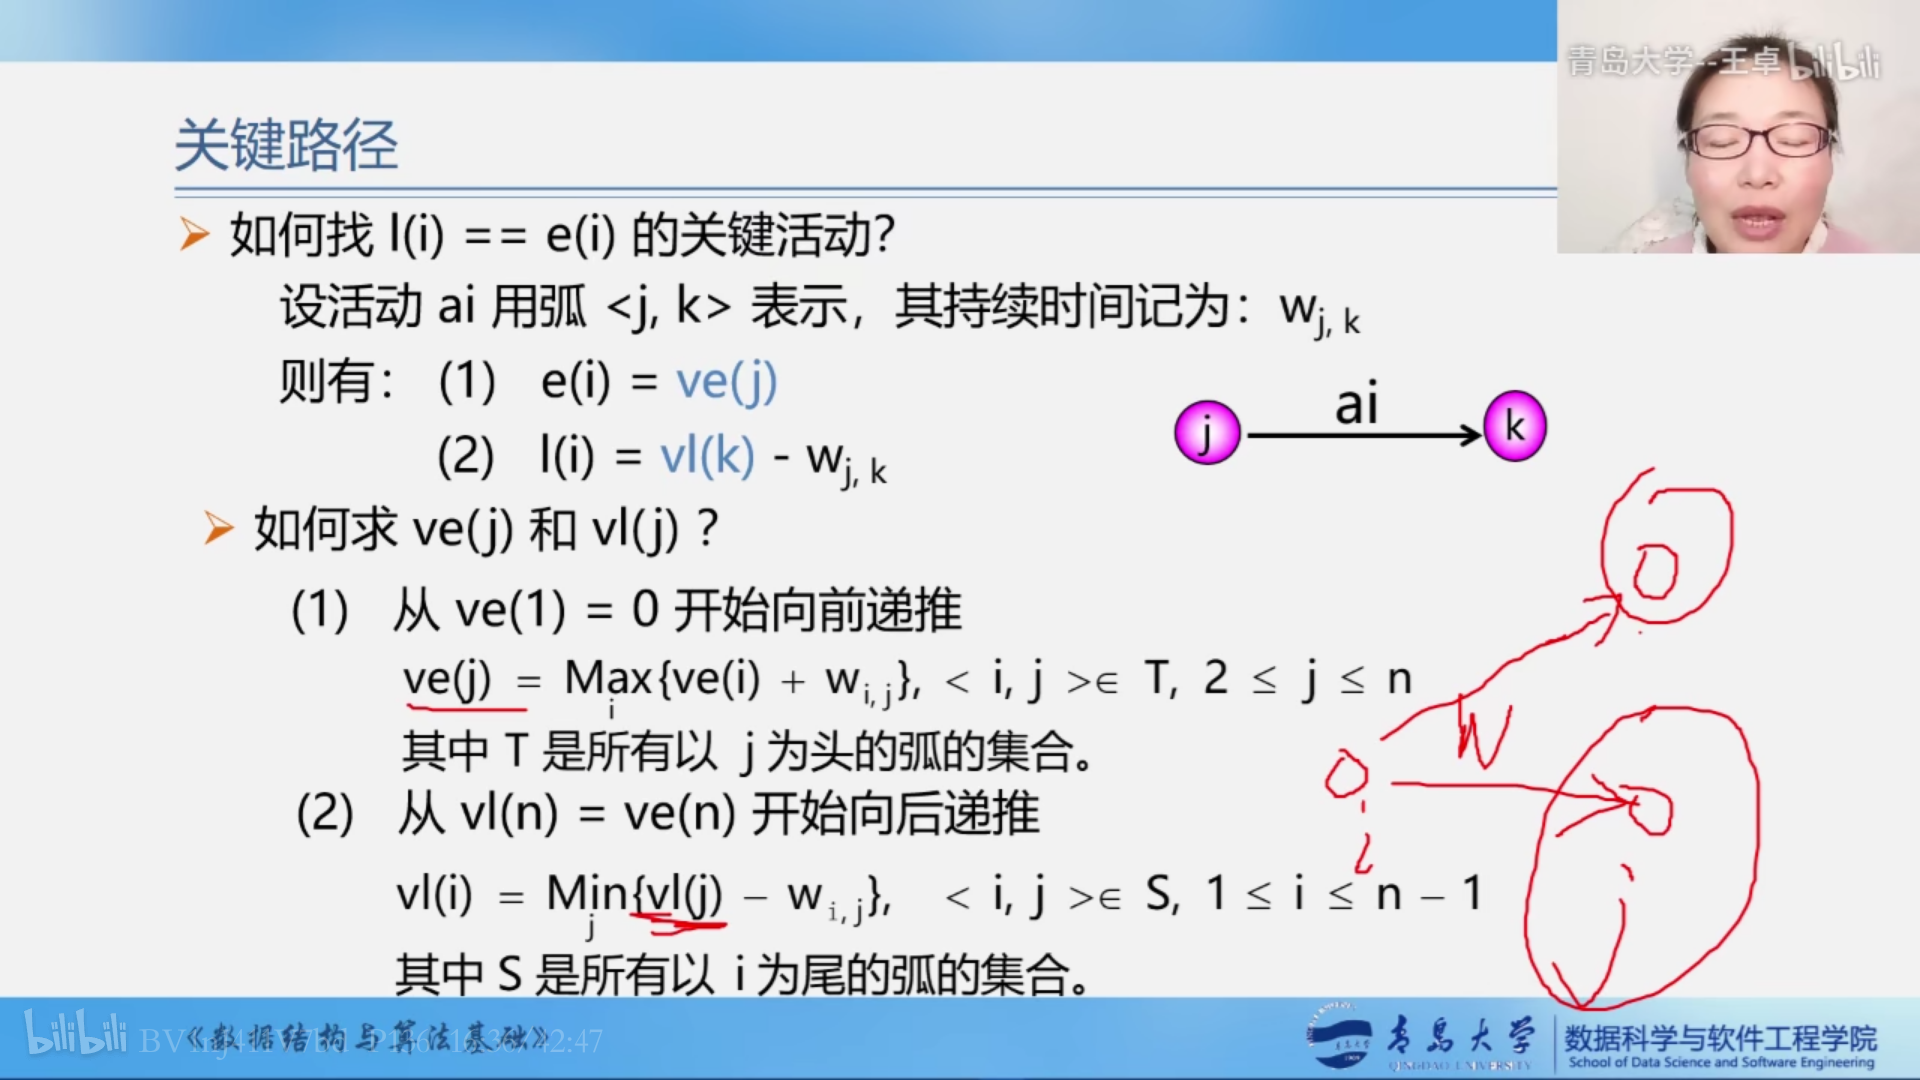 青岛大学--王卓 bilibili
关键路径
如何找 l(i) == e(i) 的关键活动?
设活动 ai 用弧 <j, k> 表示，其持续时间记为：w j, k
则有： (1) e(i) = ve(j)
(2) l(i) = vl(k) - w j, k
j ai k
如何求 ve(j) 和 vl(j) ?
(1) 从 ve(1) = 0 开始向前递推
ve(j) = Max{ve(i) + w i, j}, < i, j >∈ T, 2 ≤ j ≤ n
i
W
其中 T 是所有以 j 为头的弧的集合。
(2) 从 vl(n) = ve(n) 开始向后递推
i
vl(i) = Min{vl(j) − w i, j}, < i, j >∈ S, 1 ≤ i ≤ n − 1
j
j
其中 S 是所有以 i 为尾的弧的集合。
bilibili
《数据结构与算法基础》
青岛大学
QINGDAO UNIVERSITY
数据科学与软件工程学院
School of Data Science and Software Engineering